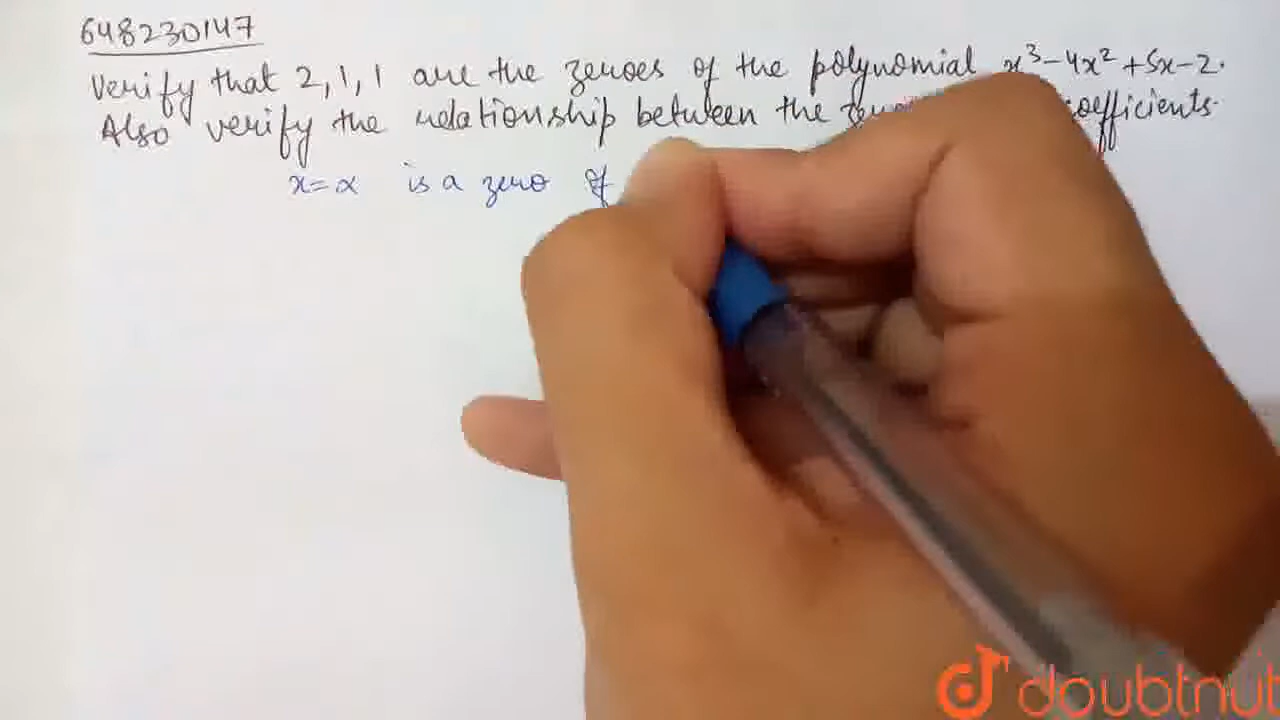 648230147
Verify that 2, 1, 1 are the zeroes of the polynomial x³-4x²+5x-2.
Also verify the relationship between the coefficients.
x=α is a zero of
doubtnut